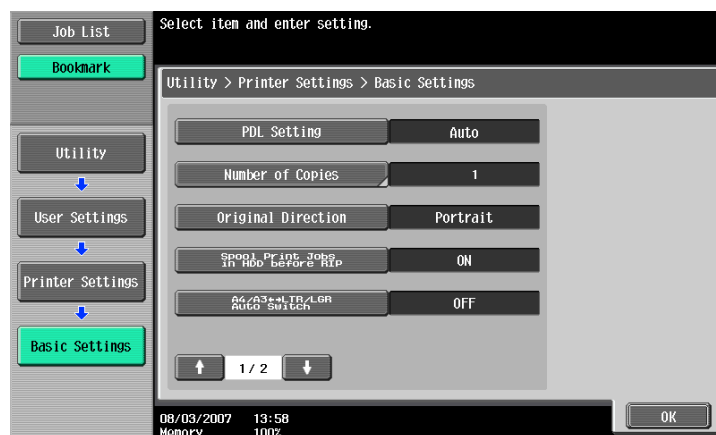 Job List
Bookmark
Select item and enter setting.
Utility > Printer Settings > Basic Settings
Utility
User Settings
Printer Settings
Basic Settings
PDL Setting
Auto
Number of Copies
1
Original Direction
Portrait
Spool Print Jobs
in HDD before RIP
ON
A4/A3↔LTR/LGR
Auto Switch
OFF
↑ 1/ 2 ↓
08/03/2007 13:58
Memory 100%
OK